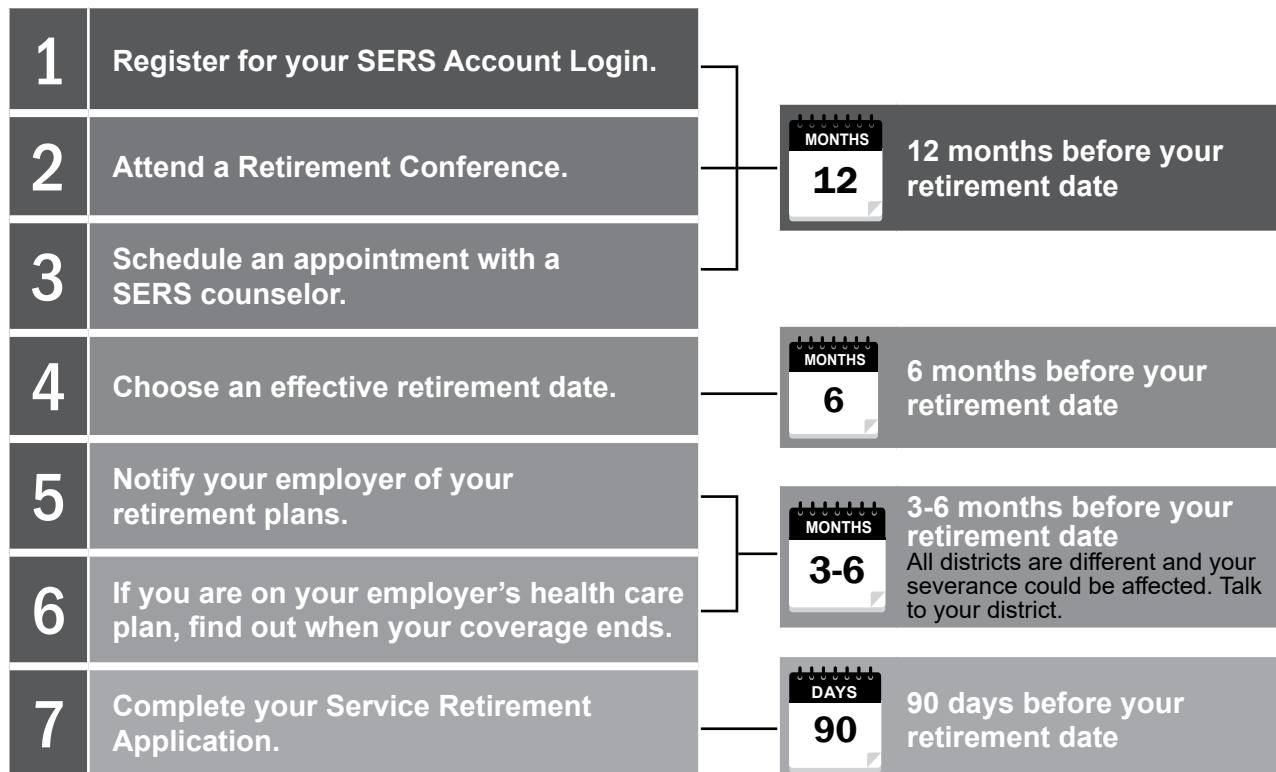 1
Register for your SERS Account Login.
2
Attend a Retirement Conference.
3
Schedule an appointment with a
SERS counselor.
MONTHS
12
12 months before your
retirement date
4
Choose an effective retirement date.
MONTHS
6
6 months before your
retirement date
5
Notify your employer of your
retirement plans.
6
If you are on your employer's health care
plan, find out when your coverage ends.
MONTHS
3-6
3-6 months before your
retirement date
All districts are different and your
severance could be affected. Talk
to your district.
7
Complete your Service Retirement
Application.
DAYS
90
90 days before your
retirement date